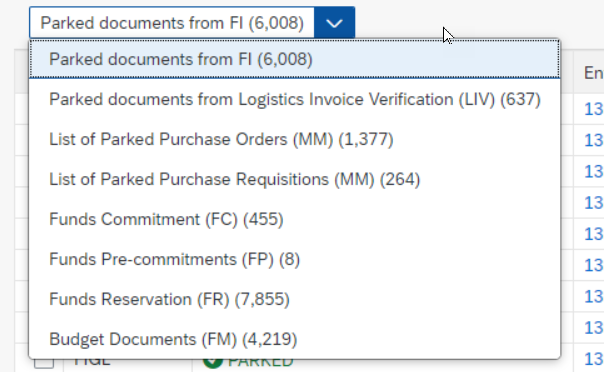 Parked documents from FI (6,008)
Parked documents from FI (6,008)
En
Parked documents from Logistics Invoice Verification (LIV) (637)
13
List of Parked Purchase Orders (MM) (1,377)
13
List of Parked Purchase Requisitions (MM) (264)
13
13
Funds Commitment (FC) (455)
13
Funds Pre-commitments (FP) (8)
13
Funds Reservation (FR) (7,855)
13
13
Budget Documents (FM) (4,219)
PARKED
13